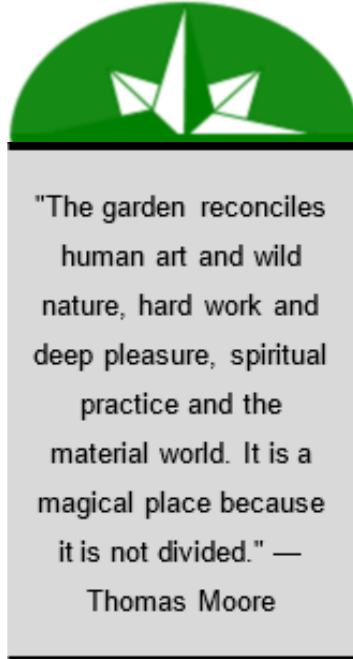 "The garden reconciles
human art and wild
nature, hard work and
deep pleasure, spiritual
practice and the
material world. It is a
magical place because
it is not divided." —
Thomas Moore